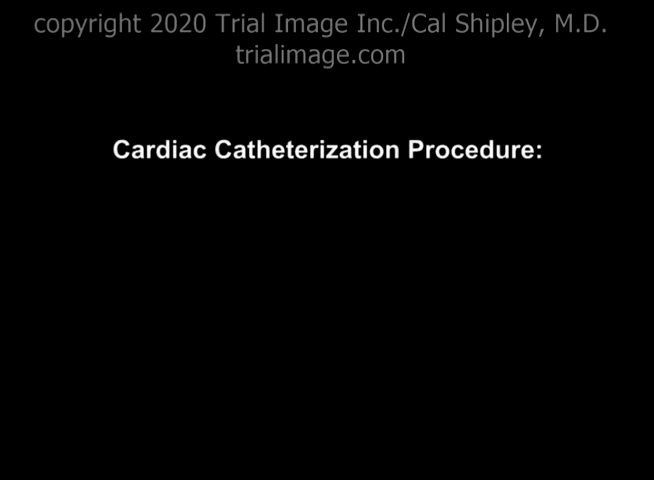 copyright 2020 Trial Image Inc./Cal Shipley, M.D.
trialimage.com
Cardiac Catheterization Procedure: